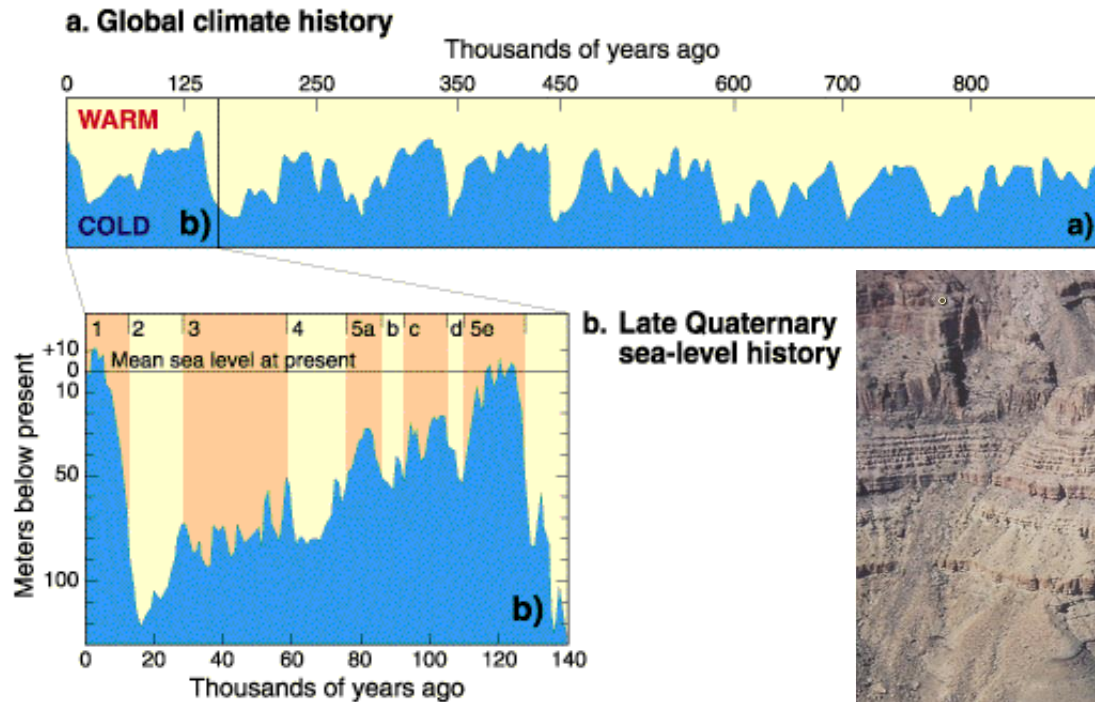 a. Global climate history
Thousands of years ago
0 125 250 350 450 600 700 800
WARM
COLD b) a)
1 2 3 4 5a b c d 5e
b. Late Quaternary
sea-level history
+10
Mean sea level at present
0
10
50
100
Meters below present
b)
0 20 40 60 80 100 120 140
Thousands of years ago